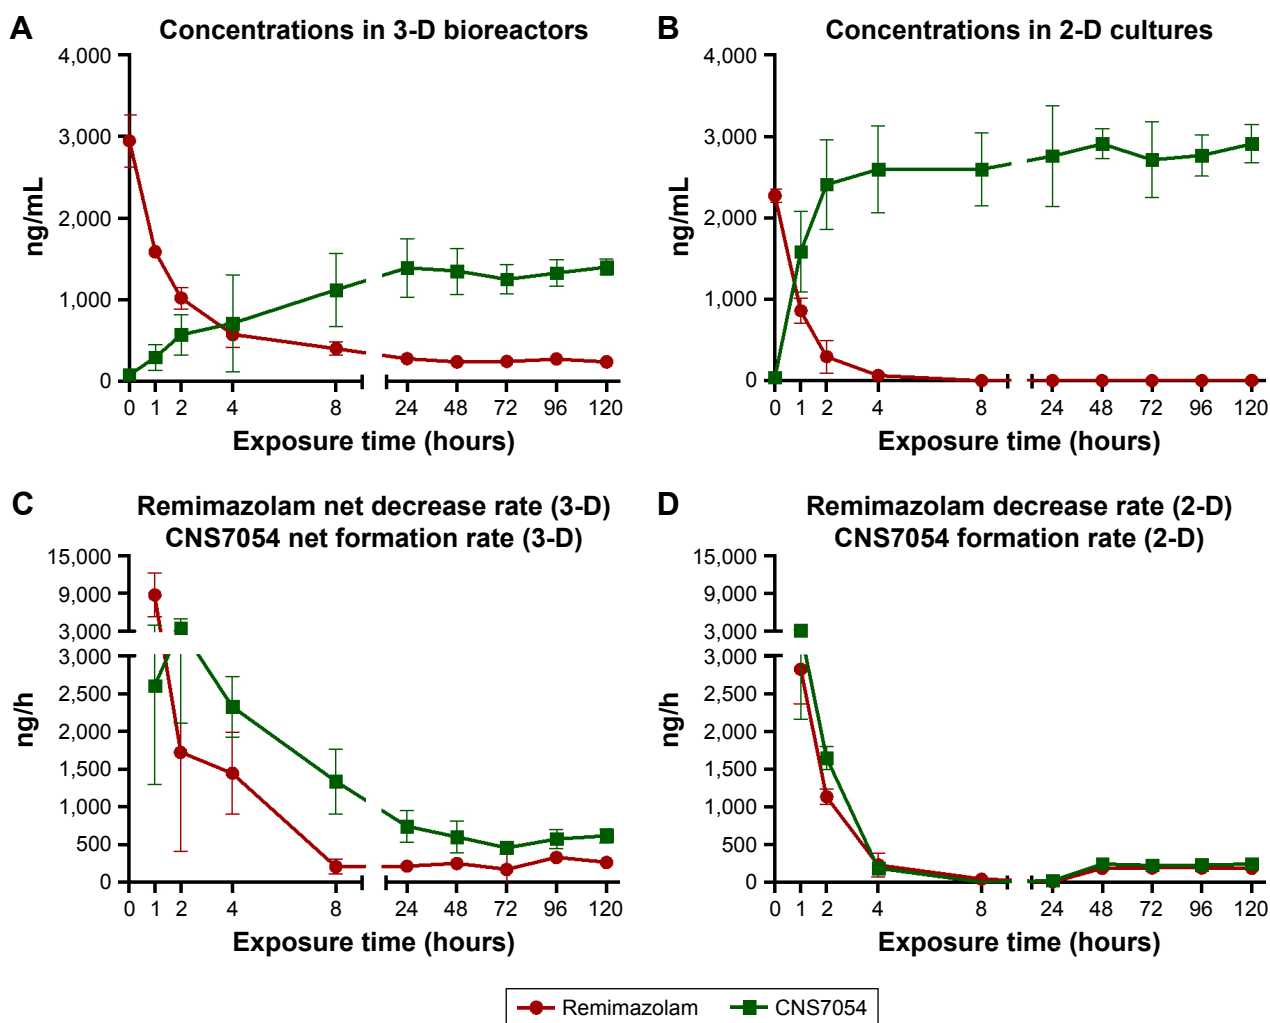 A
Concentrations in 3-D bioreactors
4,000
3,000
2,000
1,000
0
ng/mL
0 1 2 4 8 24 48 72 96 120
Exposure time (hours)
B
Concentrations in 2-D cultures
4,000
3,000
2,000
1,000
0
ng/mL
0 1 2 4 8 24 48 72 96 120
Exposure time (hours)
C
Remimazolam net decrease rate (3-D)
CNS7054 net formation rate (3-D)
15,000
9,000
3,000
3,000
2,500
2,000
1,500
1,000
500
0
ng/h
0 1 2 4 8 24 48 72 96 120
Exposure time (hours)
D
Remimazolam decrease rate (2-D)
CNS7054 formation rate (2-D)
15,000
9,000
3,000
3,000
2,500
2,000
1,500
1,000
500
0
ng/h
0 1 2 4 8 24 48 72 96 120
Exposure time (hours)
Remimazolam CNS7054